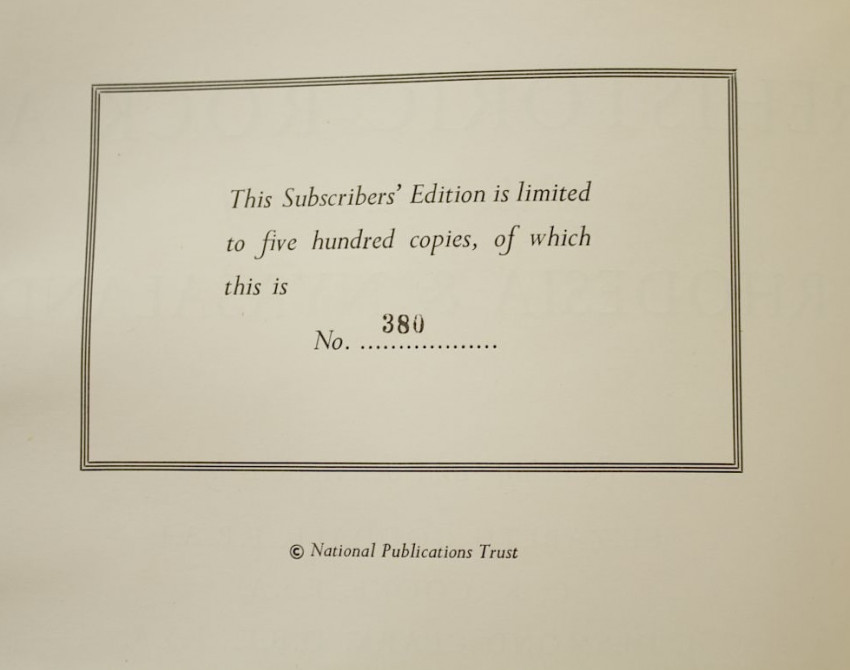 This Subscribers' Edition is limited
to five hundred copies, of which
this is
No. 380 ..................
© National Publications Trust